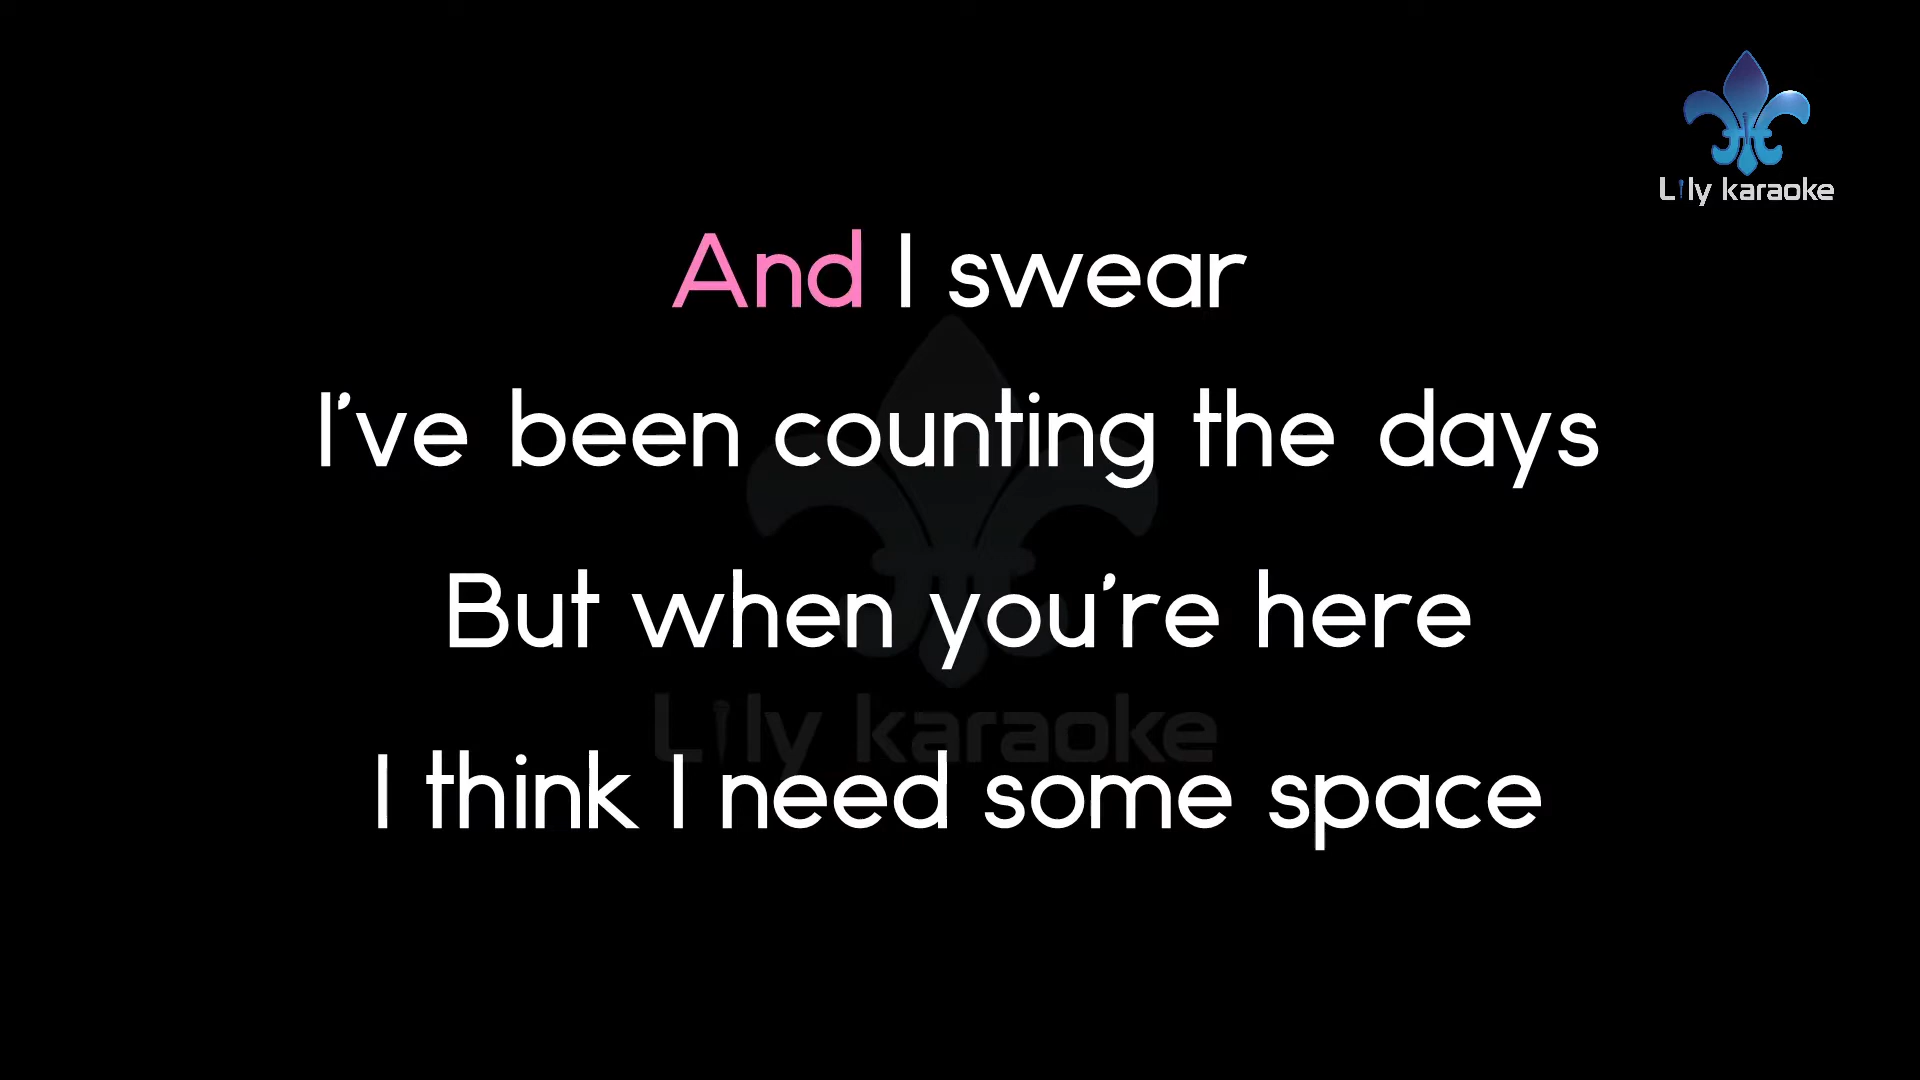 Lily karaoke
And I swear
I've been counting the days
But when you're here
Lily karaoke
I think I need some space